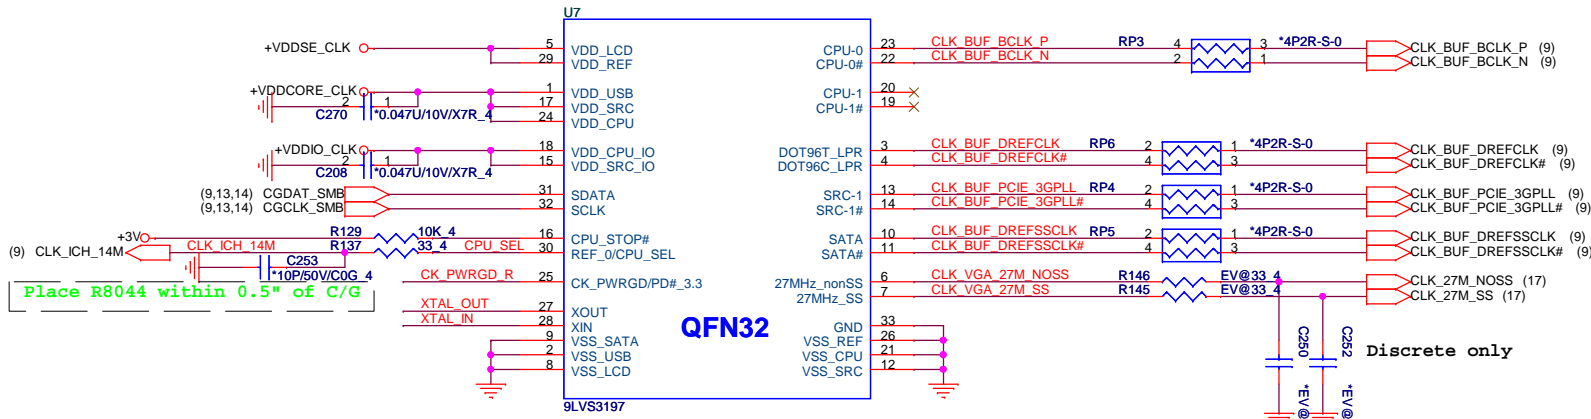 U7
+VDDSE_CLK 5 VDD_LCD
29 VDD_REF
+VDDCORE_CLK 1 VDD_USB
2 1 17 VDD_SRC
C270 *0.047U/10V/X7R_4 24 VDD_CPU
+VDDIO_CLK 18 VDD_CPU_IO
2 1 15 VDD_SRC_IO
C208 *0.047U/10V/X7R_4
(9,13,14) CGDAT_SMB 31 SDATA
(9,13,14) CGCLK_SMB 32 SCLK
+3V R129 10K_4 16 CPU_STOP#
(9) CLK_ICH_14M CLK_ICH_14M R137 33_4 CPU_SEL 30 REF_0/CPU_SEL
C253
*10P/50V/C0G_4
CK_PWRGD_R 25 CK_PWRGD/PD#_3.3
Place R8044 within 0.5" of C/G
XTAL_OUT 27 XOUT
XTAL_IN 28 XIN
9 VSS_SATA
2 VSS_USB
8 VSS_LCD
QFN32
9LVS3197
CPU-0 23 CLK_BUF_BCLK_P RP3 4 3 *4P2R-S-0 CLK_BUF_BCLK_P (9)
CPU-0# 22 CLK_BUF_BCLK_N 2 1 CLK_BUF_BCLK_N (9)
CPU-1 20
CPU-1# 19
DOT96T_LPR 3 CLK_BUF_DREFCLK RP6 2 1 *4P2R-S-0 CLK_BUF_DREFCLK (9)
DOT96C_LPR 4 CLK_BUF_DREFCLK# 4 3 CLK_BUF_DREFCLK# (9)
SRC-1 13 CLK_BUF_PCIE_3GPLL RP4 2 1 *4P2R-S-0 CLK_BUF_PCIE_3GPLL (9)
SRC-1# 14 CLK_BUF_PCIE_3GPLL# 4 3 CLK_BUF_PCIE_3GPLL# (9)
SATA 10 CLK_BUF_DREFSSCLK RP5 2 1 *4P2R-S-0 CLK_BUF_DREFSSCLK (9)
SATA# 11 CLK_BUF_DREFSSCLK# 4 3 CLK_BUF_DREFSSCLK# (9)
27MHz_nonSS 6 CLK_VGA_27M_NOSS R146 EV@33_4 CLK_27M_NOSS (17)
27MHz_SS 7 CLK_VGA_27M_SS R145 EV@33_4 CLK_27M_SS (17)
GND 33
VSS_REF 26
VSS_CPU 21
VSS_SRC 12
C250
C252
*EV@
*EV@
Discrete only